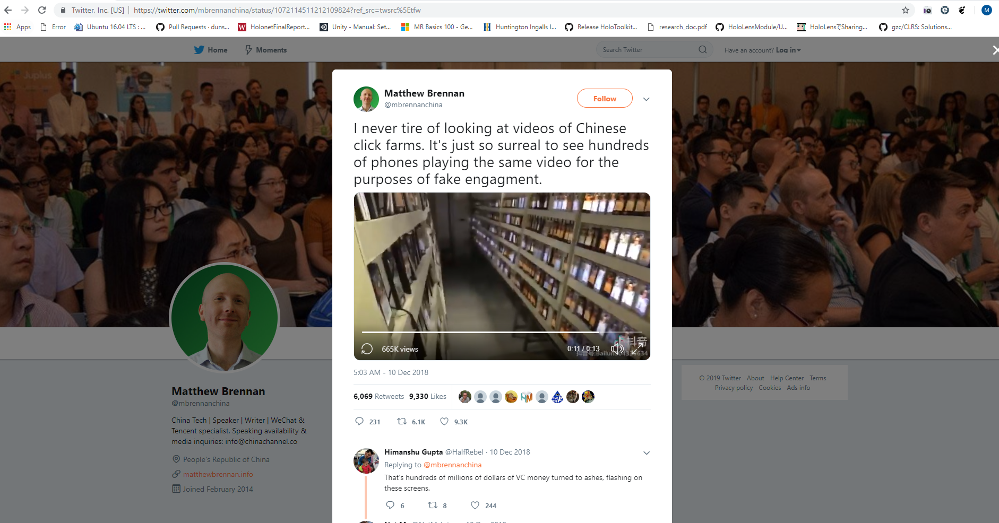 Twitter, Inc. [US] https://twitter.com/mbrennanchina/status/1072114511212109824?ref_src=twsrc%5Etfw
M
Apps Error Ubuntu 16.04 LTS : ... Pull Requests · duns... HolonetFinalReport... Unity - Manual: Set... MR Basics 100 - Ge... Huntington Ingalls I... Release HoloToolkit... research_doc.pdf HoloLensModule/U... HoloLensでSharing... gzc/CLRS: Solutions...
Home Moments Search Twitter Have an account? Log in
Juplus
Matthew Brennan
@mbrennanchina
Follow
I never tire of looking at videos of Chinese
click farms. It's just so surreal to see hundreds
of phones playing the same video for the
purposes of fake engagment.
抖音
665K views 0:11 / 0:13
5:03 AM - 10 Dec 2018
6,069 Retweets 9,330 Likes
231 6.1K 9.3K
Himanshu Gupta @HalfRebel · 10 Dec 2018
Replying to @mbrennanchina
That's hundreds of millions of dollars of VC money turned to ashes, flashing on
these screens.
6 8 244
Matthew Brennan
@mbrennanchina
China Tech | Speaker | Writer | WeChat &
Tencent specialist. Speaking availability &
media inquiries: info@chinachannel.co
People's Republic of China
matthewbrennan.info
Joined February 2014
© 2019 Twitter About Help Center Terms
Privacy policy Cookies Ads info